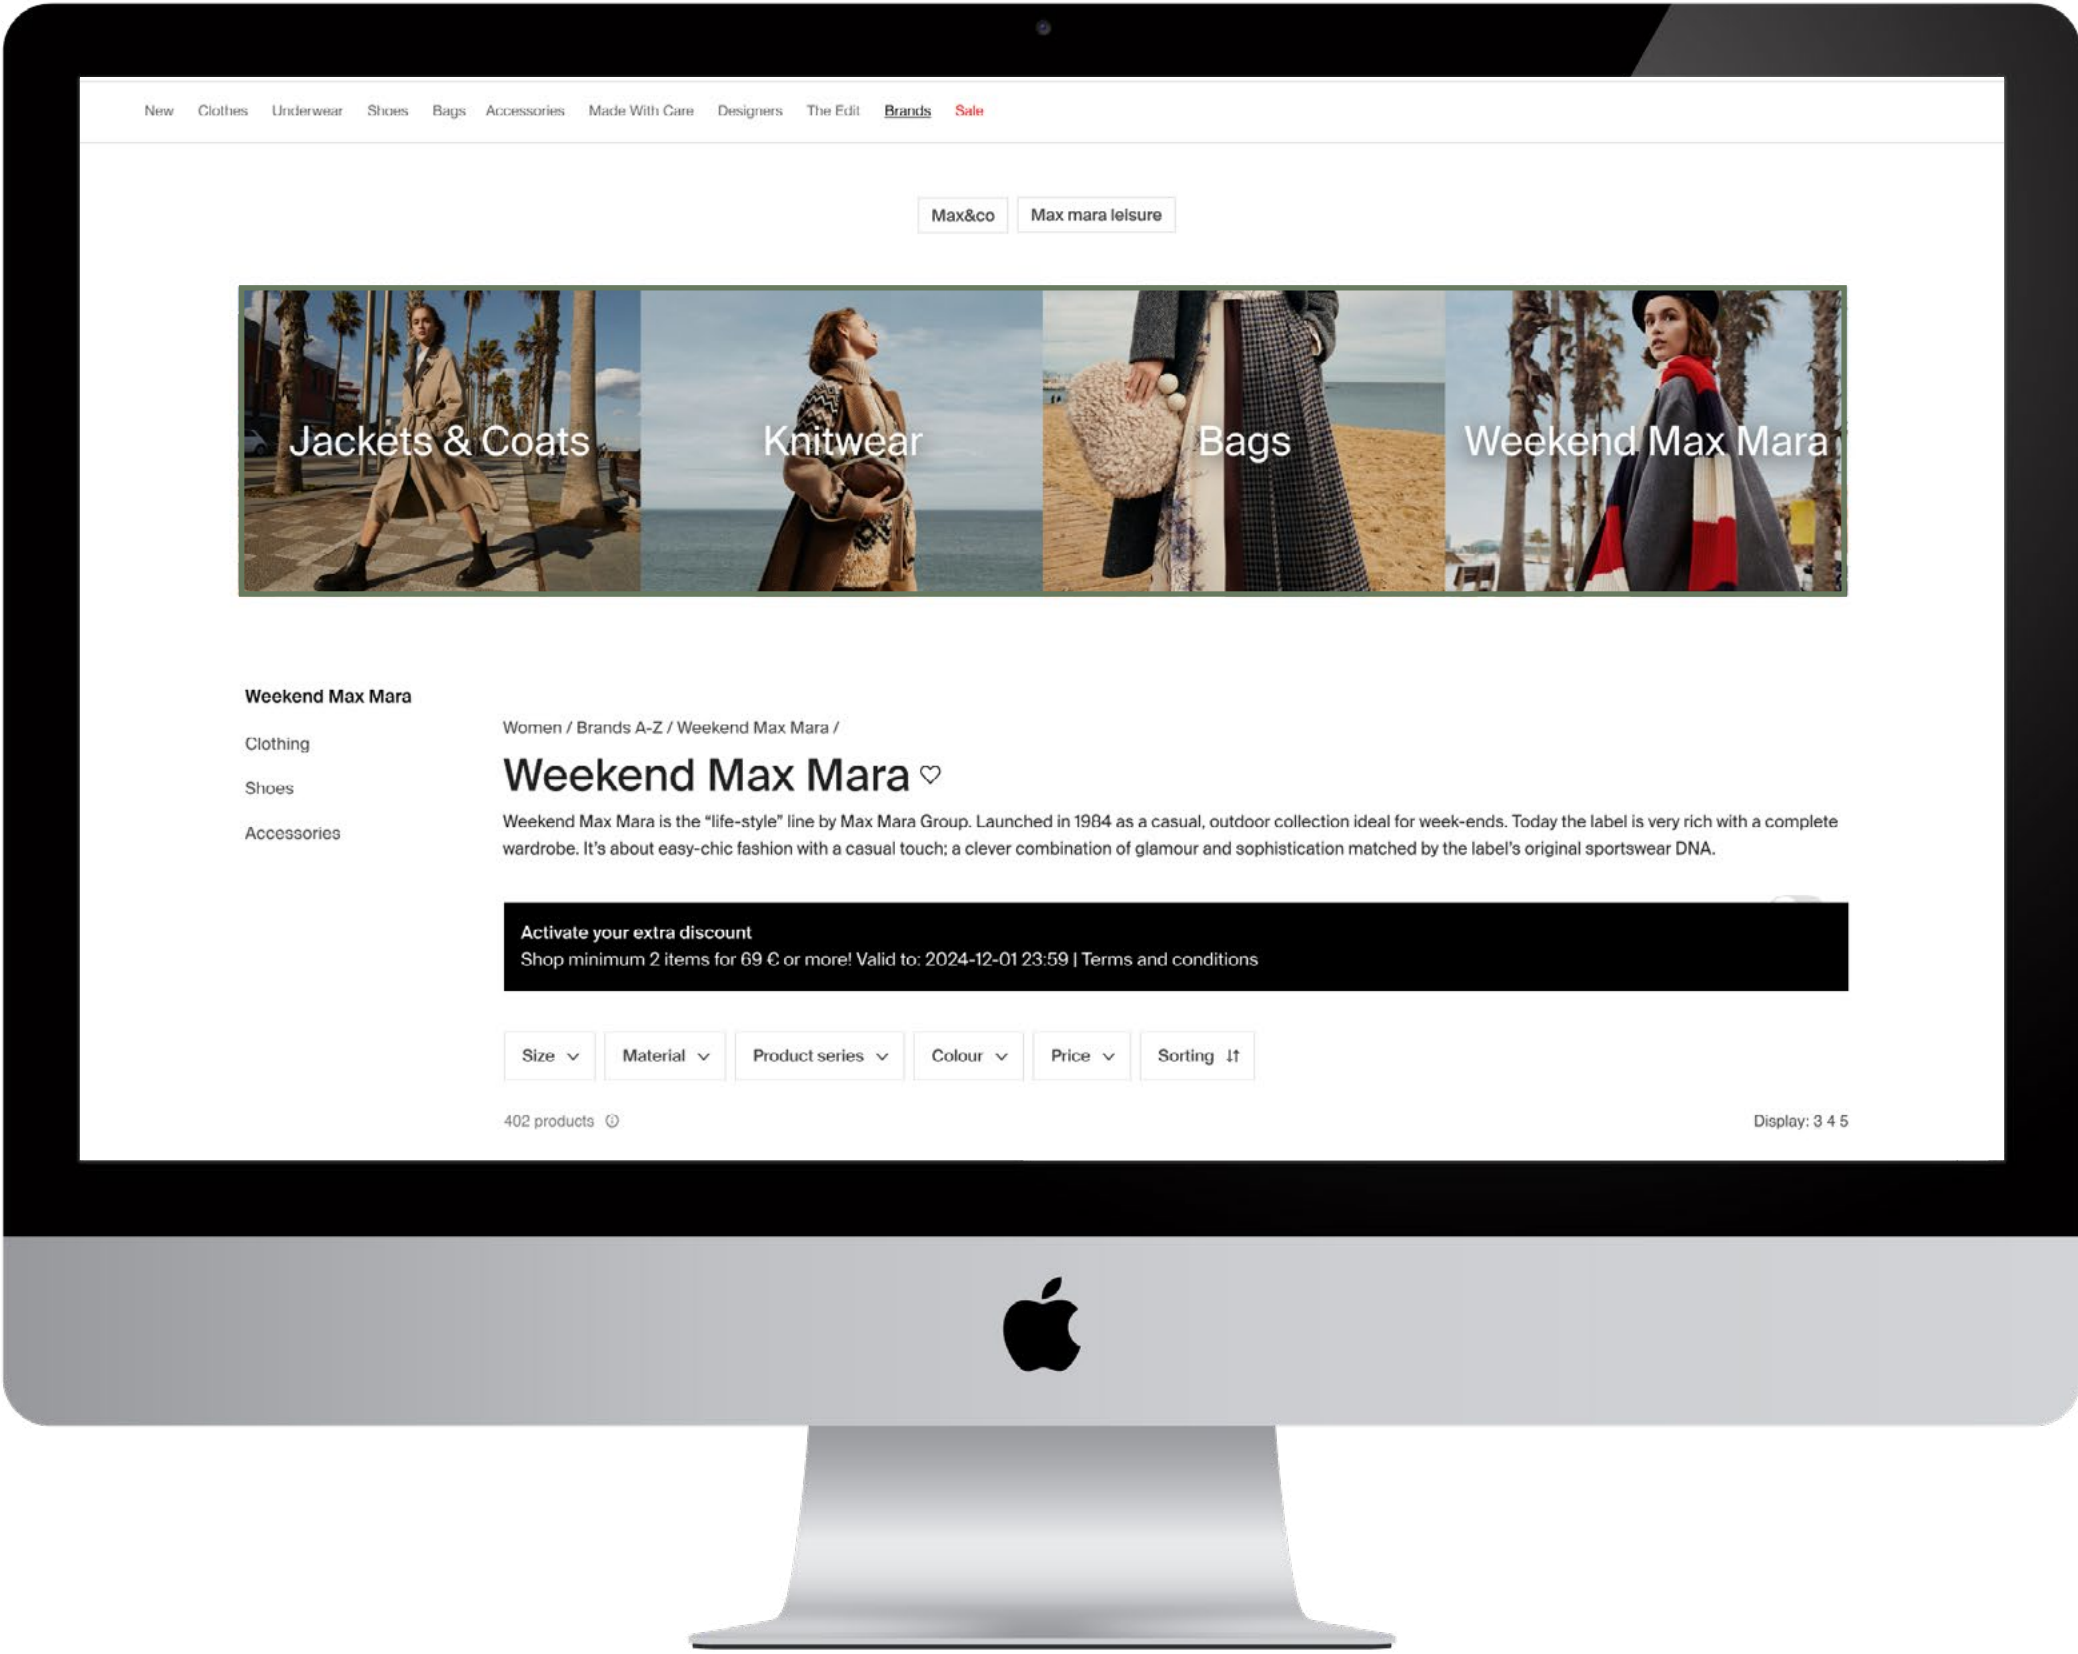 New Clothes Underwear Shoes Bags Accessories Made With Care Designers The Edit Brands Sale
Max&co Max mara leisure
Jackets & Coats Knitwear Bags Weekend Max Mara
Weekend Max Mara
Clothing
Shoes
Accessories
Women / Brands A-Z / Weekend Max Mara /
Weekend Max Mara
Weekend Max Mara is the “life-style” line by Max Mara Group. Launched in 1984 as a casual, outdoor collection ideal for week-ends. Today the label is very rich with a complete
wardrobe. It's about easy-chic fashion with a casual touch; a clever combination of glamour and sophistication matched by the label's original sportswear DNA.
Activate your extra discount
Shop minimum 2 items for 69 € or more! Valid to: 2024-12-01 23:59 | Terms and conditions
Size Material Product series Colour Price Sorting
402 products
Display: 3 4 5